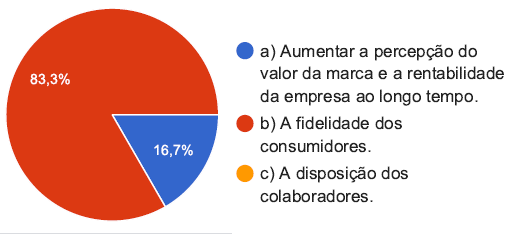 83,3%
16,7%
a) Aumentar a percepção do
valor da marca e a rentabilidade
da empresa ao longo tempo.
b) A fidelidade dos
consumidores.
c) A disposição dos
colaboradores.